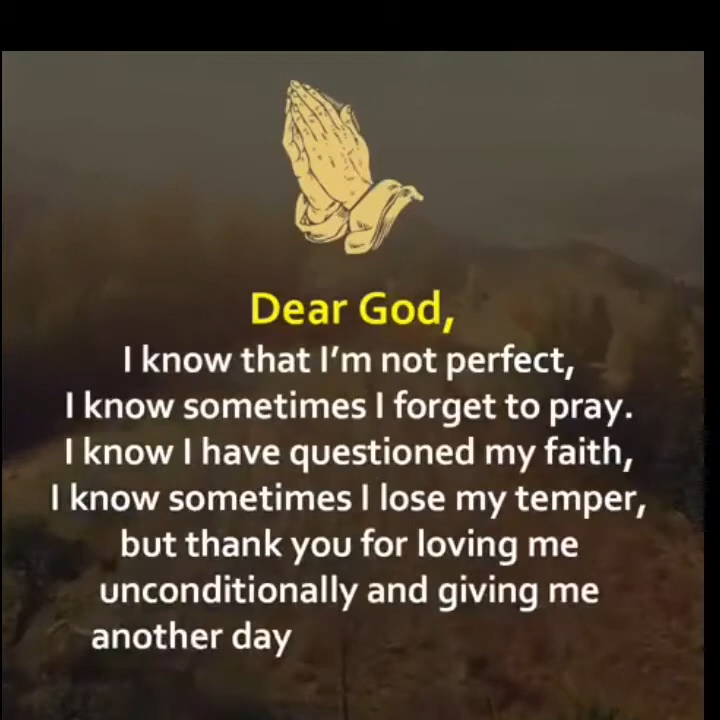 Dear God,
I know that I'm not perfect,
I know sometimes I forget to pray.
I know I have questioned my faith,
I know sometimes I lose my temper,
but thank you for loving me
unconditionally and giving me
another day